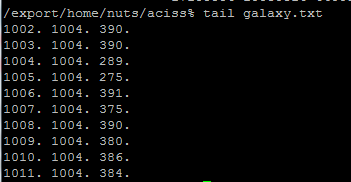 /export/home/nuts/aciss% tail galaxy.txt
1002. 1004. 390.
1003. 1004. 390.
1004. 1004. 289.
1005. 1004. 275.
1006. 1004. 391.
1007. 1004. 375.
1008. 1004. 390.
1009. 1004. 380.
1010. 1004. 386.
1011. 1004. 384.